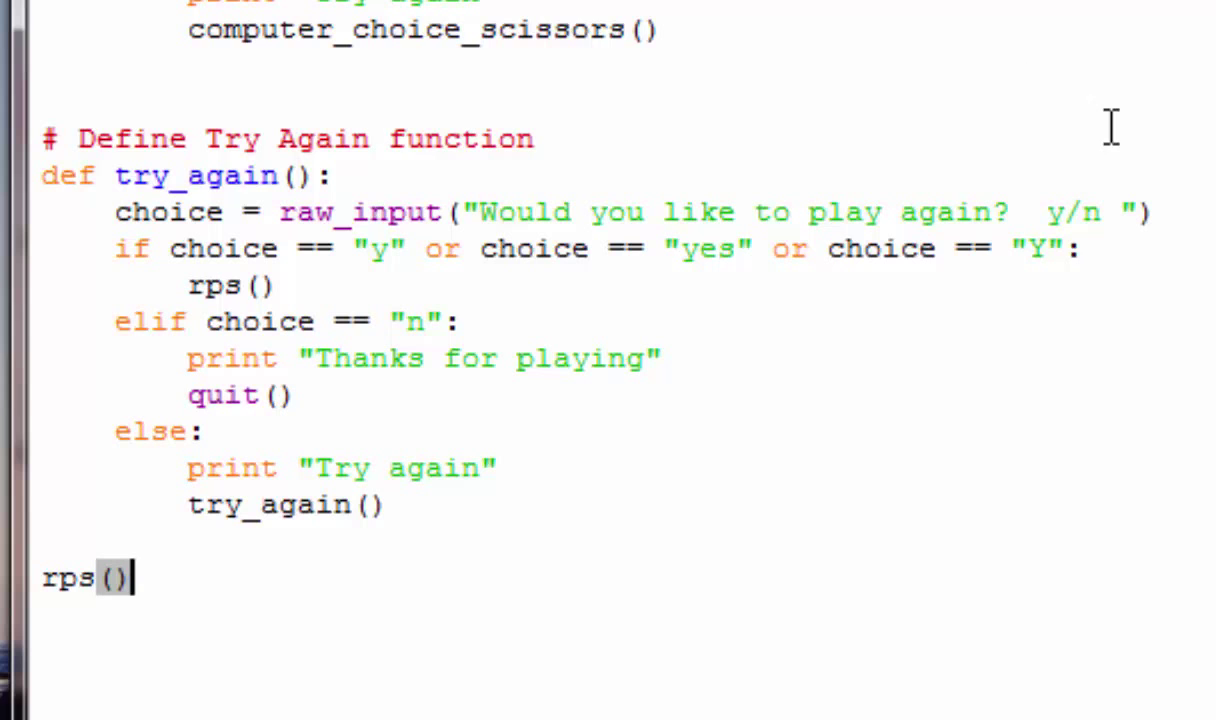 computer_choice_scissors()
# Define Try Again function
def try_again():
    choice = raw_input("Would you like to play again?  y/n ")
    if choice == "y" or choice == "yes" or choice == "Y":
        rps()
    elif choice == "n":
        print "Thanks for playing"
        quit()
    else:
        print "Try again"
        try_again()
rps()